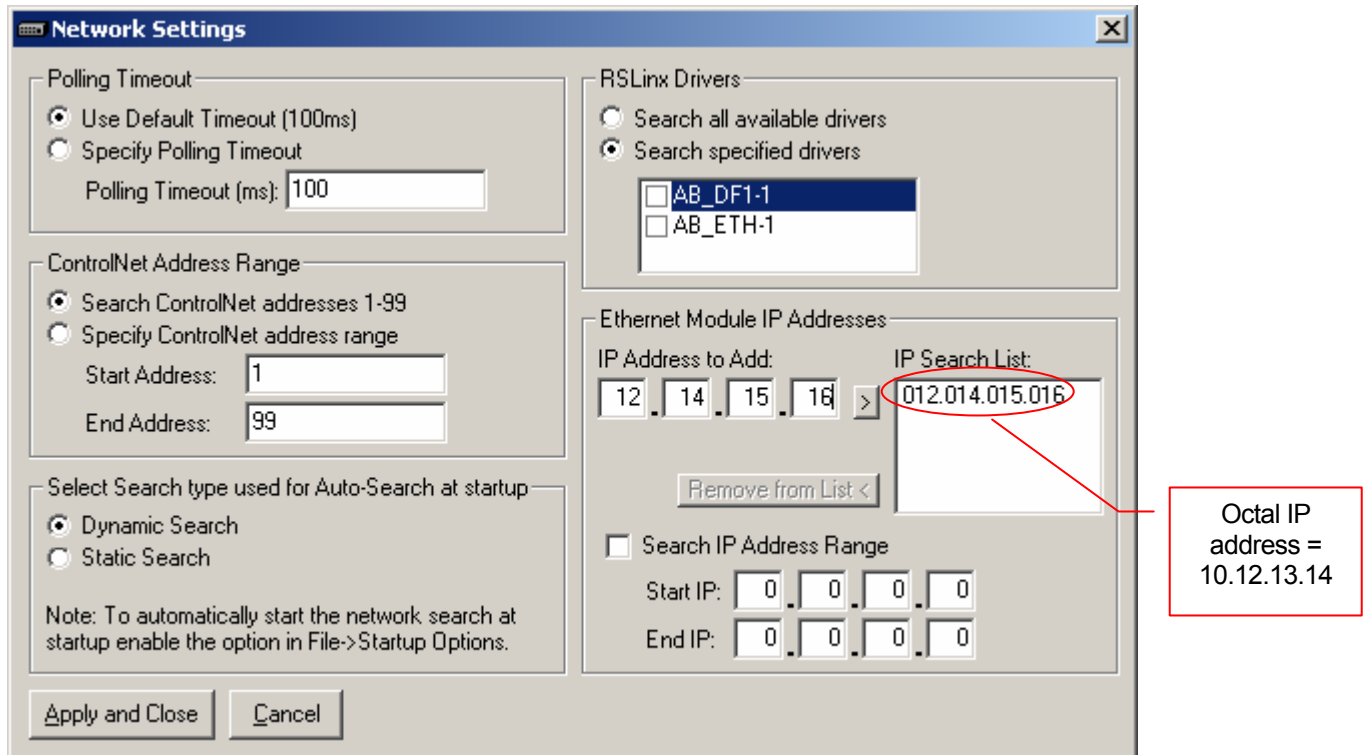 Network Settings
Polling Timeout
Use Default Timeout (100ms)
Specify Polling Timeout
Polling Timeout (ms): 100
ControlNet Address Range
Search ControlNet addresses 1-99
Specify ControlNet address range
Start Address: 1
End Address: 99
Select Search type used for Auto-Search at startup
Dynamic Search
Static Search
Note: To automatically start the network search at
startup enable the option in File->Startup Options.
Apply and Close Cancel
RSLinx Drivers
Search all available drivers
Search specified drivers
AB_DF1-1
AB_ETH-1
Ethernet Module IP Addresses
IP Address to Add: IP Search List:
12 . 14 . 15 . 16 > 012.014.015.016
Remove from List <
Search IP Address Range
Start IP: 0 . 0 . 0 . 0
End IP: 0 . 0 . 0 . 0
Octal IP
address =
10.12.13.14